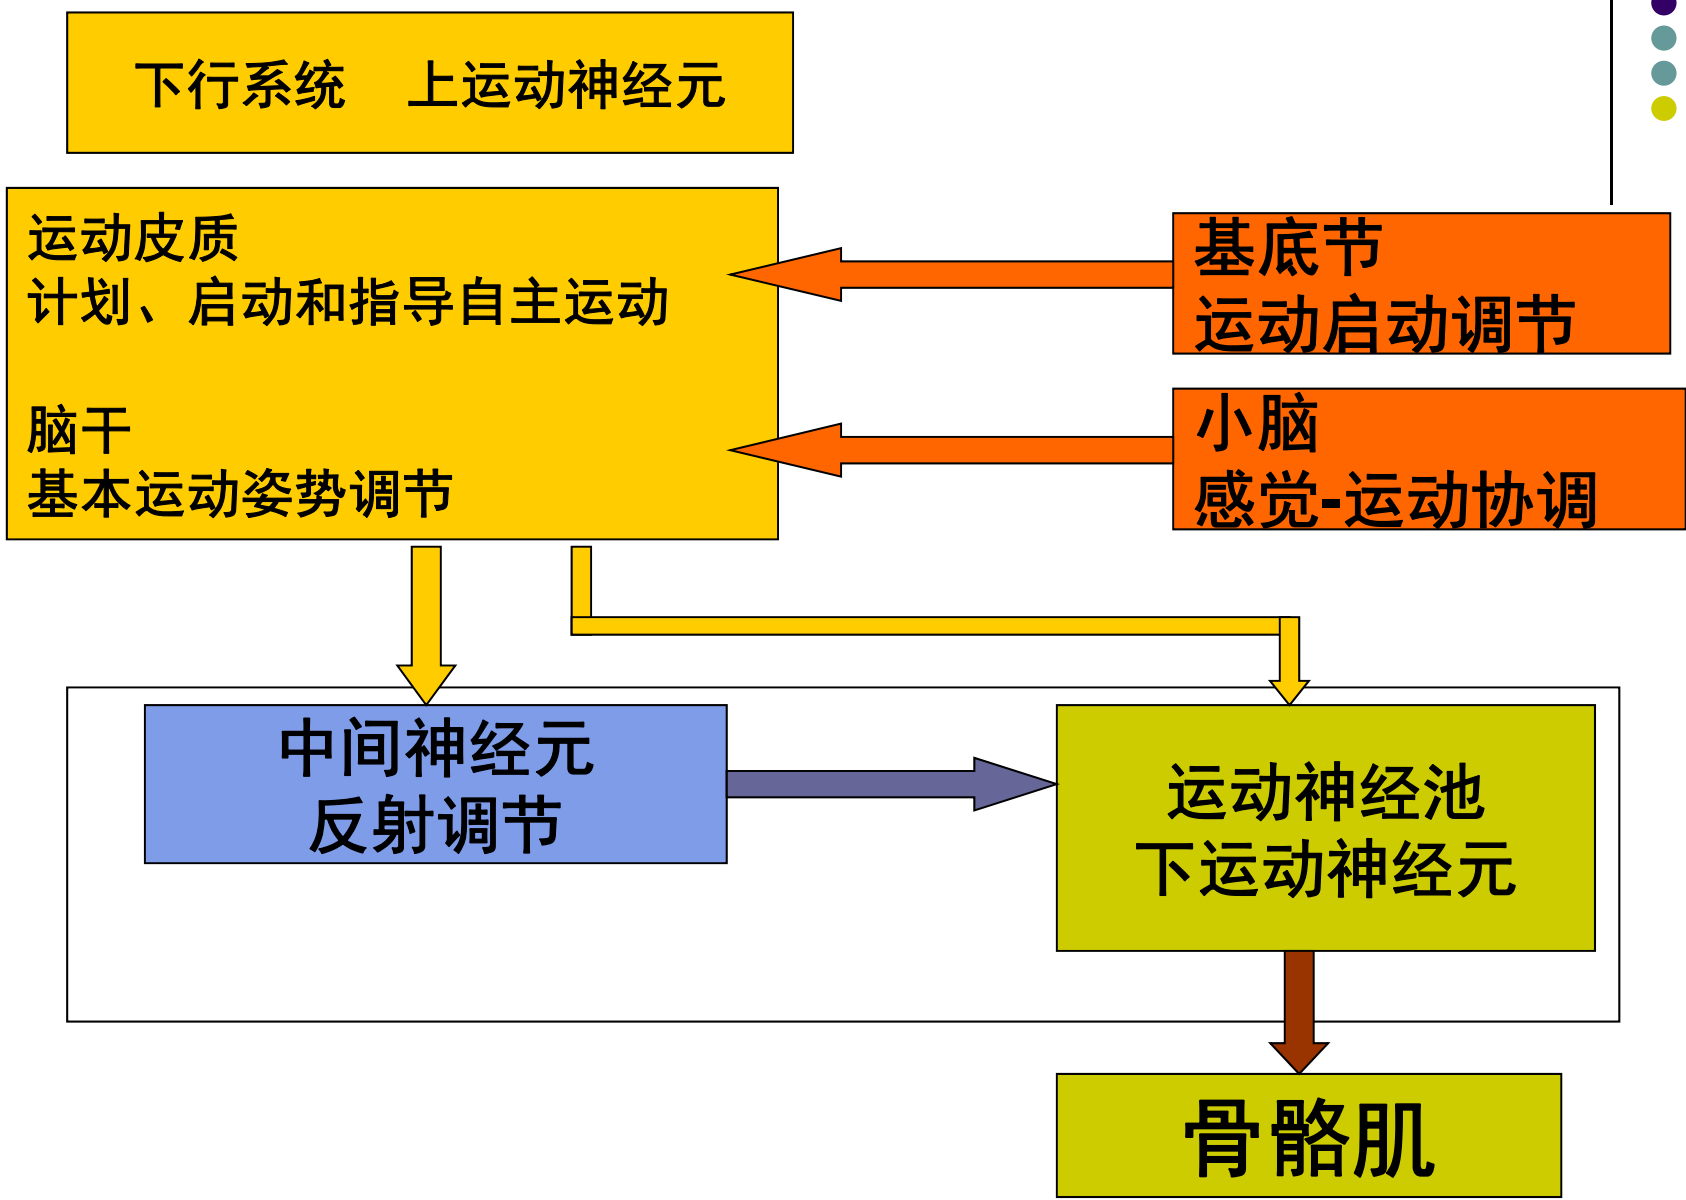 下行系统 上运动神经元
运动皮质
计划、启动和指导自主运动
脑干
基本运动姿势调节
基底节
运动启动调节
小脑
感觉-运动协调
中间神经元
反射调节
运动神经池
下运动神经元
骨骼肌